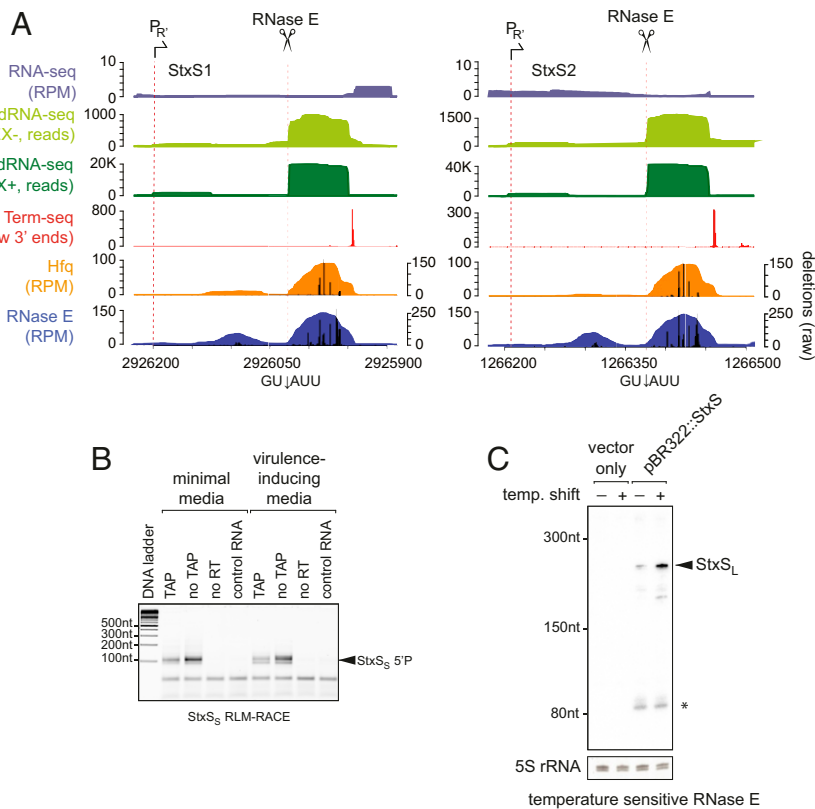 A
P R'
RNase E
P R'
RNase E
StxS1
StxS2
RNA-seq
(RPM)
10
0
10
0
dRNA-seq
X-, reads)
1000
0
1500
0
dRNA-seq
X+, reads)
20K
0
40K
0
Term-seq
w 3' ends)
800
0
300
0
Hfq
(RPM)
100
0
150
0
100
0
150
0
RNase E
(RPM)
150
0
250
0
150
0
250
0
deletions (raw)
2926200
2926050
2925900
1266200
1266350
1266500
GU↓AUU
GU↓AUU
B
minimal
media
virulence-
inducing
media
DNA ladder
TAP
no TAP
no RT
control RNA
TAP
no TAP
no RT
control RNA
500nt
300nt
200nt
100nt
StxSS 5'P
StxSS RLM-RACE
C
vector
only
pBR322::StxS
temp. shift
− + − +
300nt
StxSL
150nt
80nt
*
5S rRNA
temperature sensitive RNase E